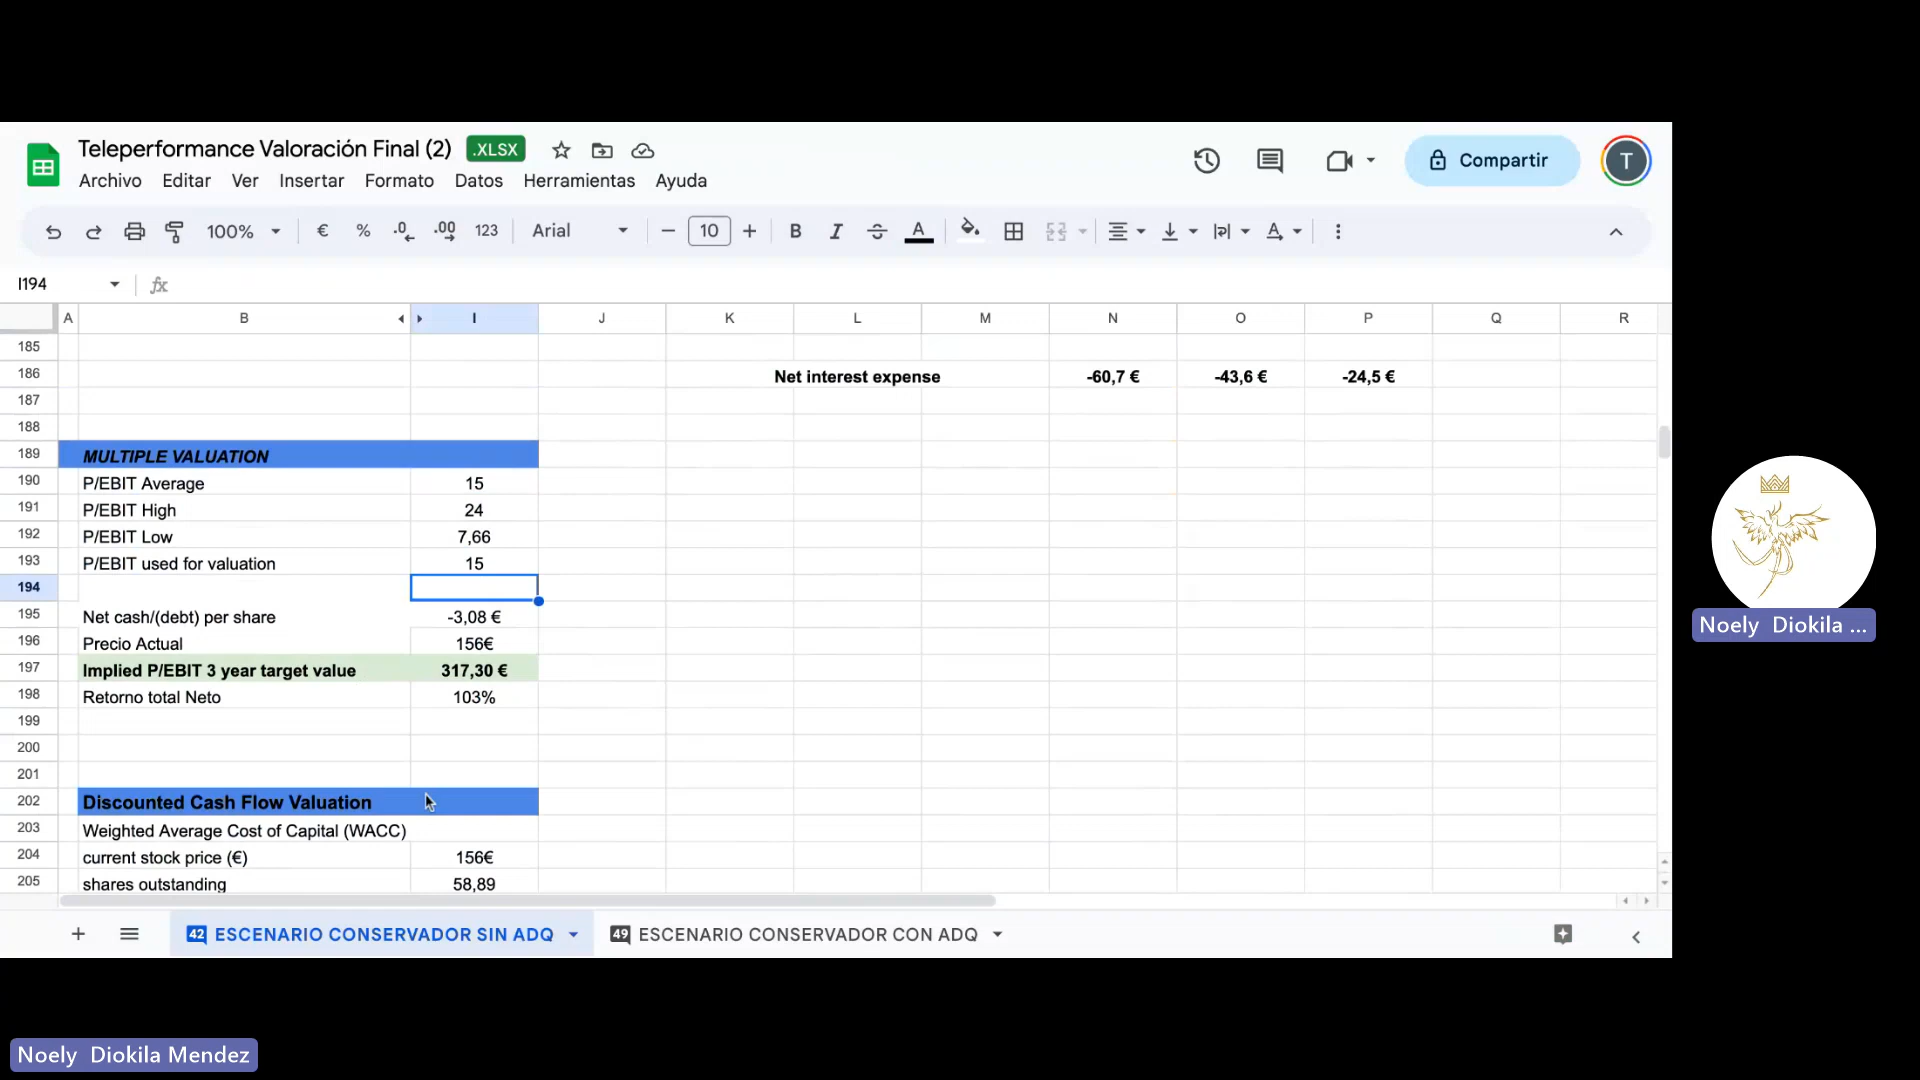 Teleperformance Valoración Final (2) .XLSX
Archivo Editar Ver Insertar Formato Datos Herramientas Ayuda
Compartir
T
100% € % .0 .00 123 Arial 10 B I S A
I194 fx
A B I J K L M N O P Q R
185
186 Net interest expense -60,7 € -43,6 € -24,5 €
187
188
189 MULTIPLE VALUATION
190 P/EBIT Average 15
191 P/EBIT High 24
192 P/EBIT Low 7,66
193 P/EBIT used for valuation 15
194
195 Net cash/(debt) per share -3,08 €
196 Precio Actual 156€
197 Implied P/EBIT 3 year target value 317,30 €
198 Retorno total Neto 103%
199
200
201
202 Discounted Cash Flow Valuation
203 Weighted Average Cost of Capital (WACC)
204 current stock price (€) 156€
205 shares outstanding 58,89
42 ESCENARIO CONSERVADOR SIN ADQ 49 ESCENARIO CONSERVADOR CON ADQ
Noely Diokila ...
Noely Diokila Mendez